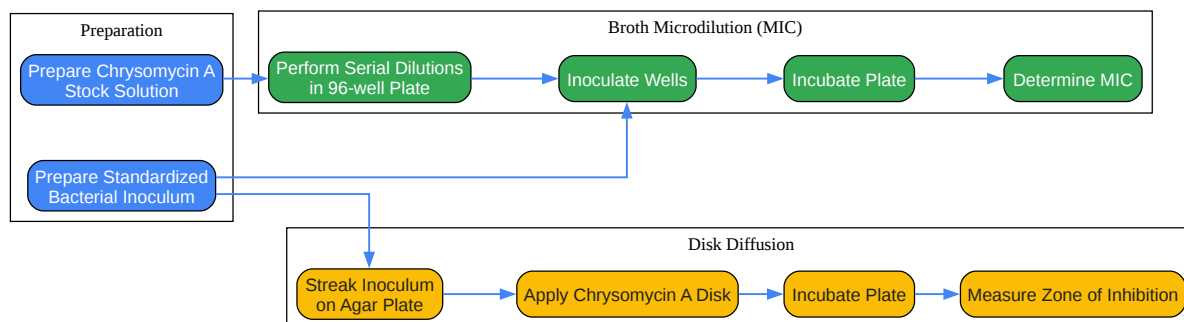 Preparation
Prepare Chrysomycin A
Stock Solution
Prepare Standardized
Bacterial Inoculum
Broth Microdilution (MIC)
Perform Serial Dilutions
in 96-well Plate
Inoculate Wells
Incubate Plate
Determine MIC
Disk Diffusion
Streak Inoculum
on Agar Plate
Apply Chrysomycin A Disk
Incubate Plate
Measure Zone of Inhibition